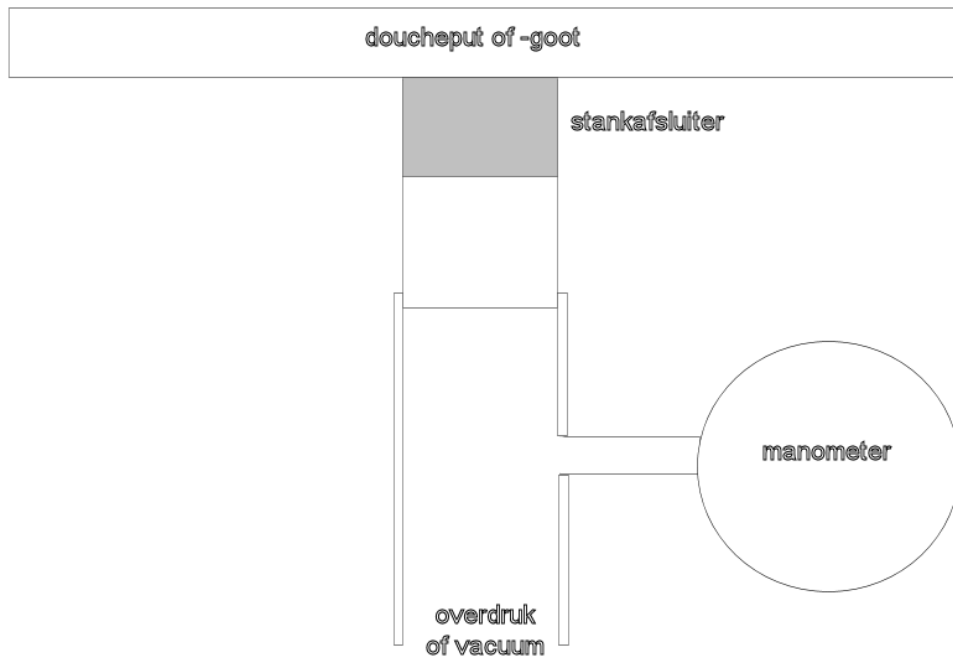 doucheput of -goot
stankafsluiter
manometer
overdruk
of vacuum